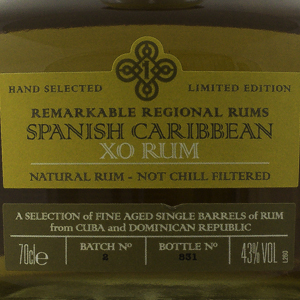 1
HAND SELECTED LIMITED EDITION
REMARKABLE REGIONAL RUMS
SPANISH CARIBBEAN
XO RUM
NATURAL RUM - NOT CHILL FILTERED
A SELECTION of FINE AGED SINGLE BARRELS of RUM
from CUBA and DOMINICAN REPUBLIC
70cl e BATCH Nº BOTTLE Nº 43% VOL
2 851